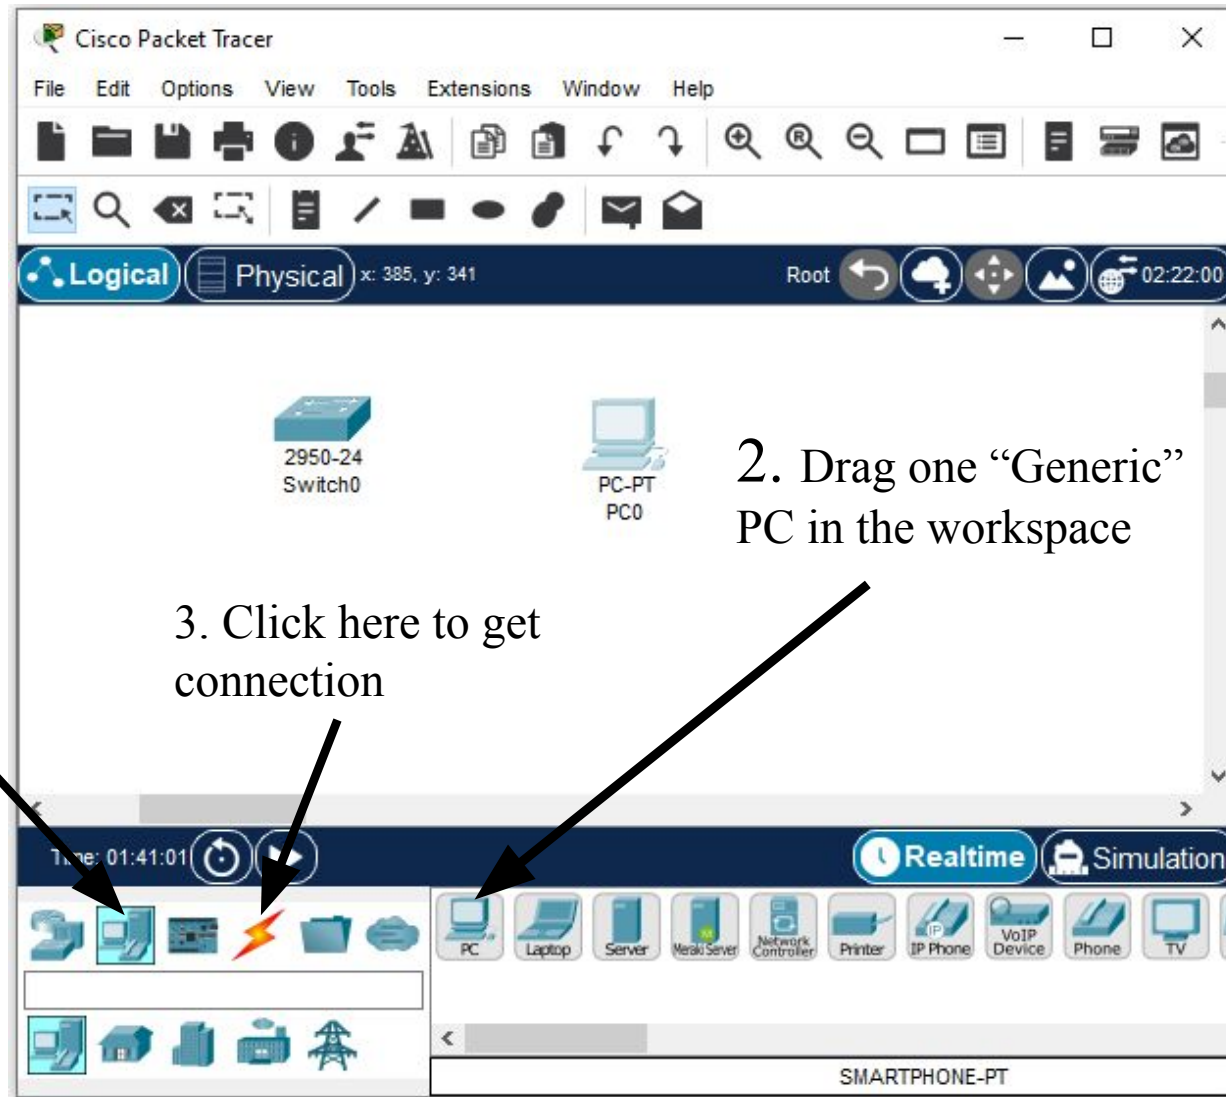 Cisco Packet Tracer
File Edit Options View Tools Extensions Window Help
Logical Physical x: 385, y: 341 Root 02:22:00
2950-24
Switch0
PC-PT
PC0
2. Drag one “Generic”
PC in the workspace
3. Click here to get
connection
Time: 01:41:01 Realtime Simulation
PC Laptop Server Meraki Server Network Controller Printer IP Phone VoIP Device Phone TV
SMARTPHONE-PT